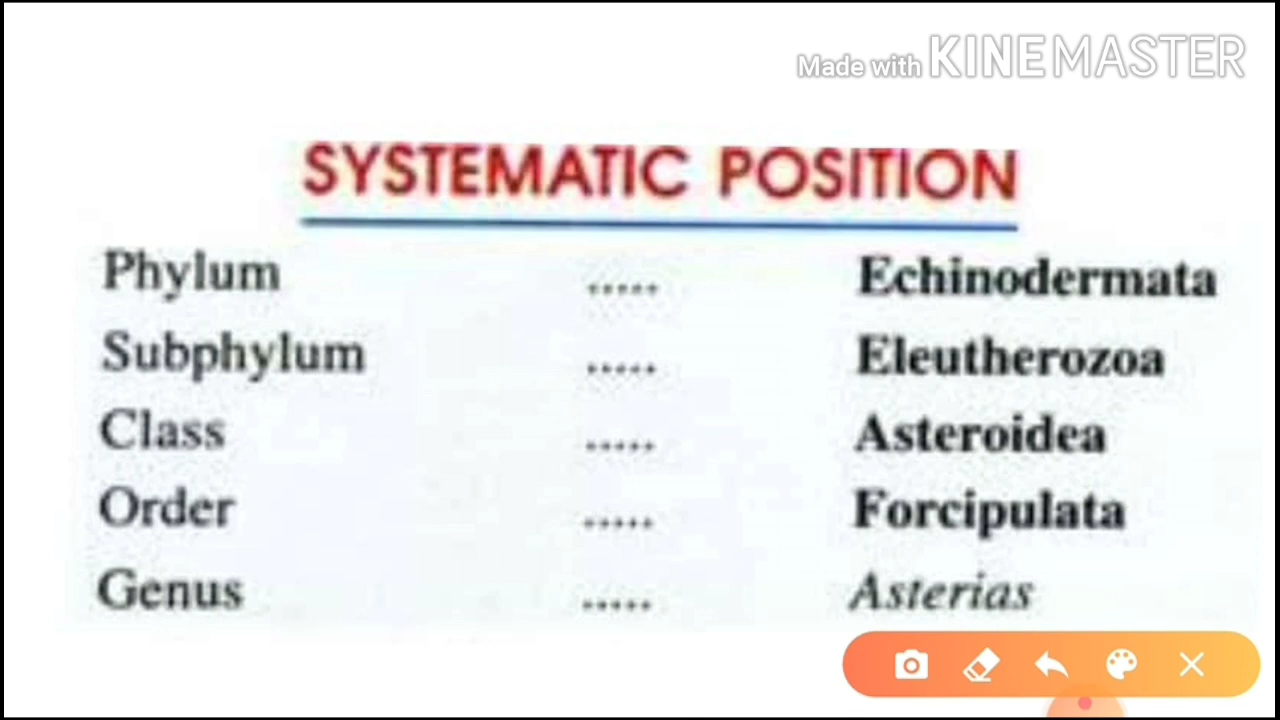 Made with KINEMASTER
SYSTEMATIC POSITION
Phylum ..... Echinodermata
Subphylum ..... Eleutherozoa
Class ..... Asteroidea
Order ..... Forcipulata
Genus ..... Asterias